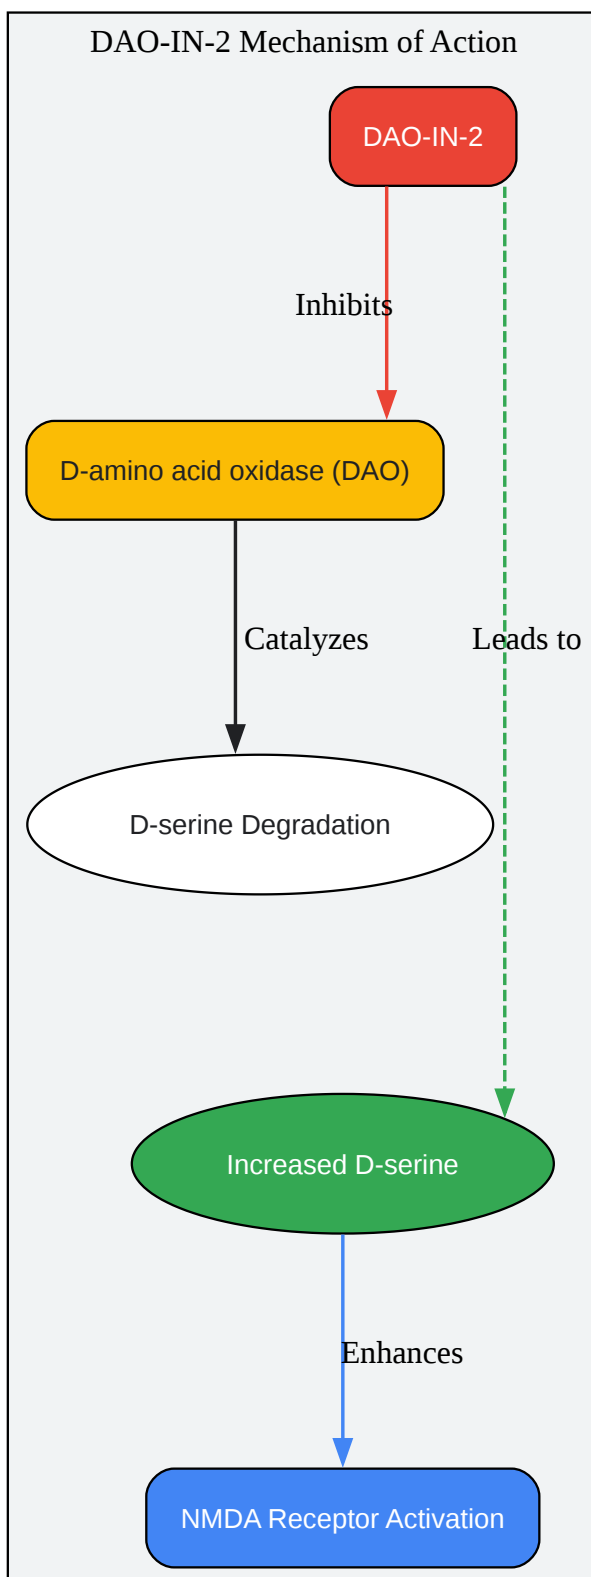 DAO-IN-2 Mechanism of Action
DAO-IN-2
Inhibits
D-amino acid oxidase (DAO)
Catalyzes
Leads to
D-serine Degradation
Increased D-serine
Enhances
NMDA Receptor Activation